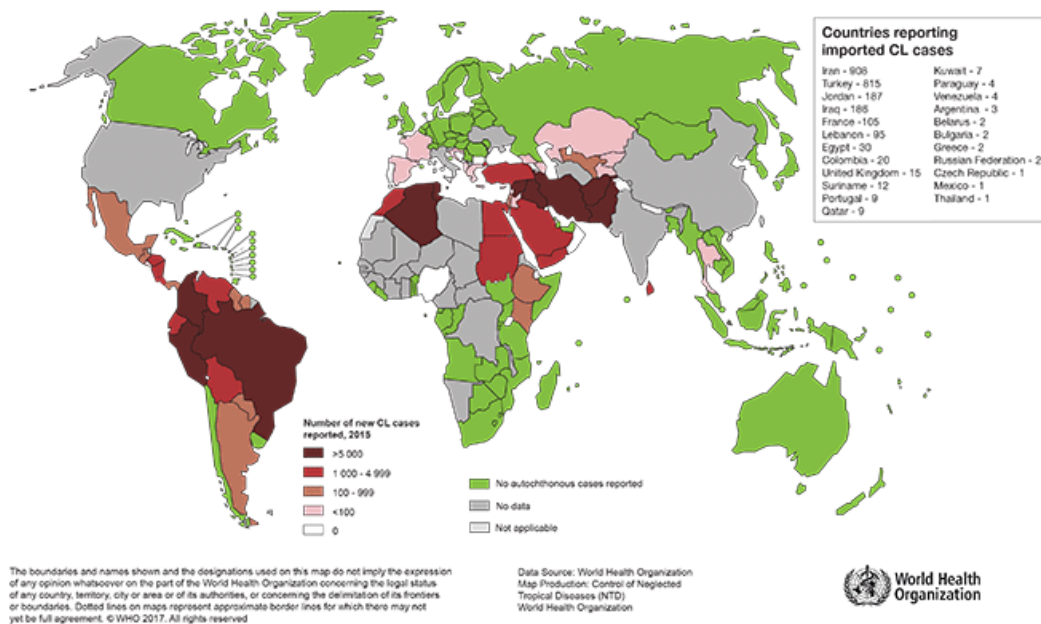 Countries reporting
imported CL cases
Iran - 908
Turkey - 815
Jordan - 187
Iraq - 186
France -105
Lebanon - 95
Egypt - 30
Colombia - 20
United Kingdom - 15
Suriname - 12
Portugal - 9
Qatar - 9
Kuwait - 7
Paraguay - 4
Venezuela - 4
Argentina - 3
Belarus - 2
Bulgaria - 2
Greece - 2
Russian Federation - 2
Czech Republic - 1
Mexico - 1
Thailand - 1
Number of new CL cases
reported, 2015
>5 000
1 000 - 4 999
100 - 999
<100
0
No autochthonous cases reported
No data
Not applicable
The boundaries and names shown and the designations used on this map do not imply the expression
of any opinion whatsoever on the part of the World Health Organization concerning the legal status
of any country, territory, city or area or of its authorities, or concerning the delimitation of its frontiers
or boundaries. Dotted lines on maps represent approximate border lines for which there may not
yet be full agreement. © WHO 2017. All rights reserved
Data Source: World Health Organization
Map Production: Control of Neglected
Tropical Diseases (NTD)
World Health Organization
World Health
Organization